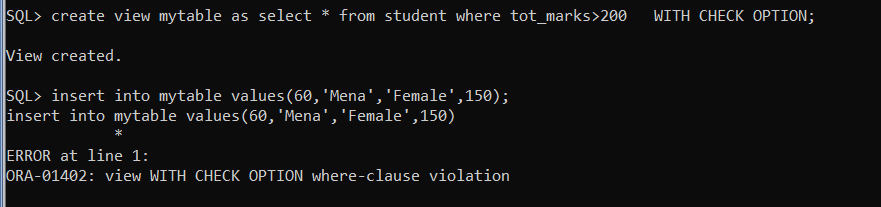 SQL> create view mytable as select * from student where tot_marks>200   WITH CHECK OPTION;
View created.
SQL> insert into mytable values(60,'Mena','Female',150);
insert into mytable values(60,'Mena','Female',150)
*
ERROR at line 1:
ORA-01402: view WITH CHECK OPTION where-clause violation